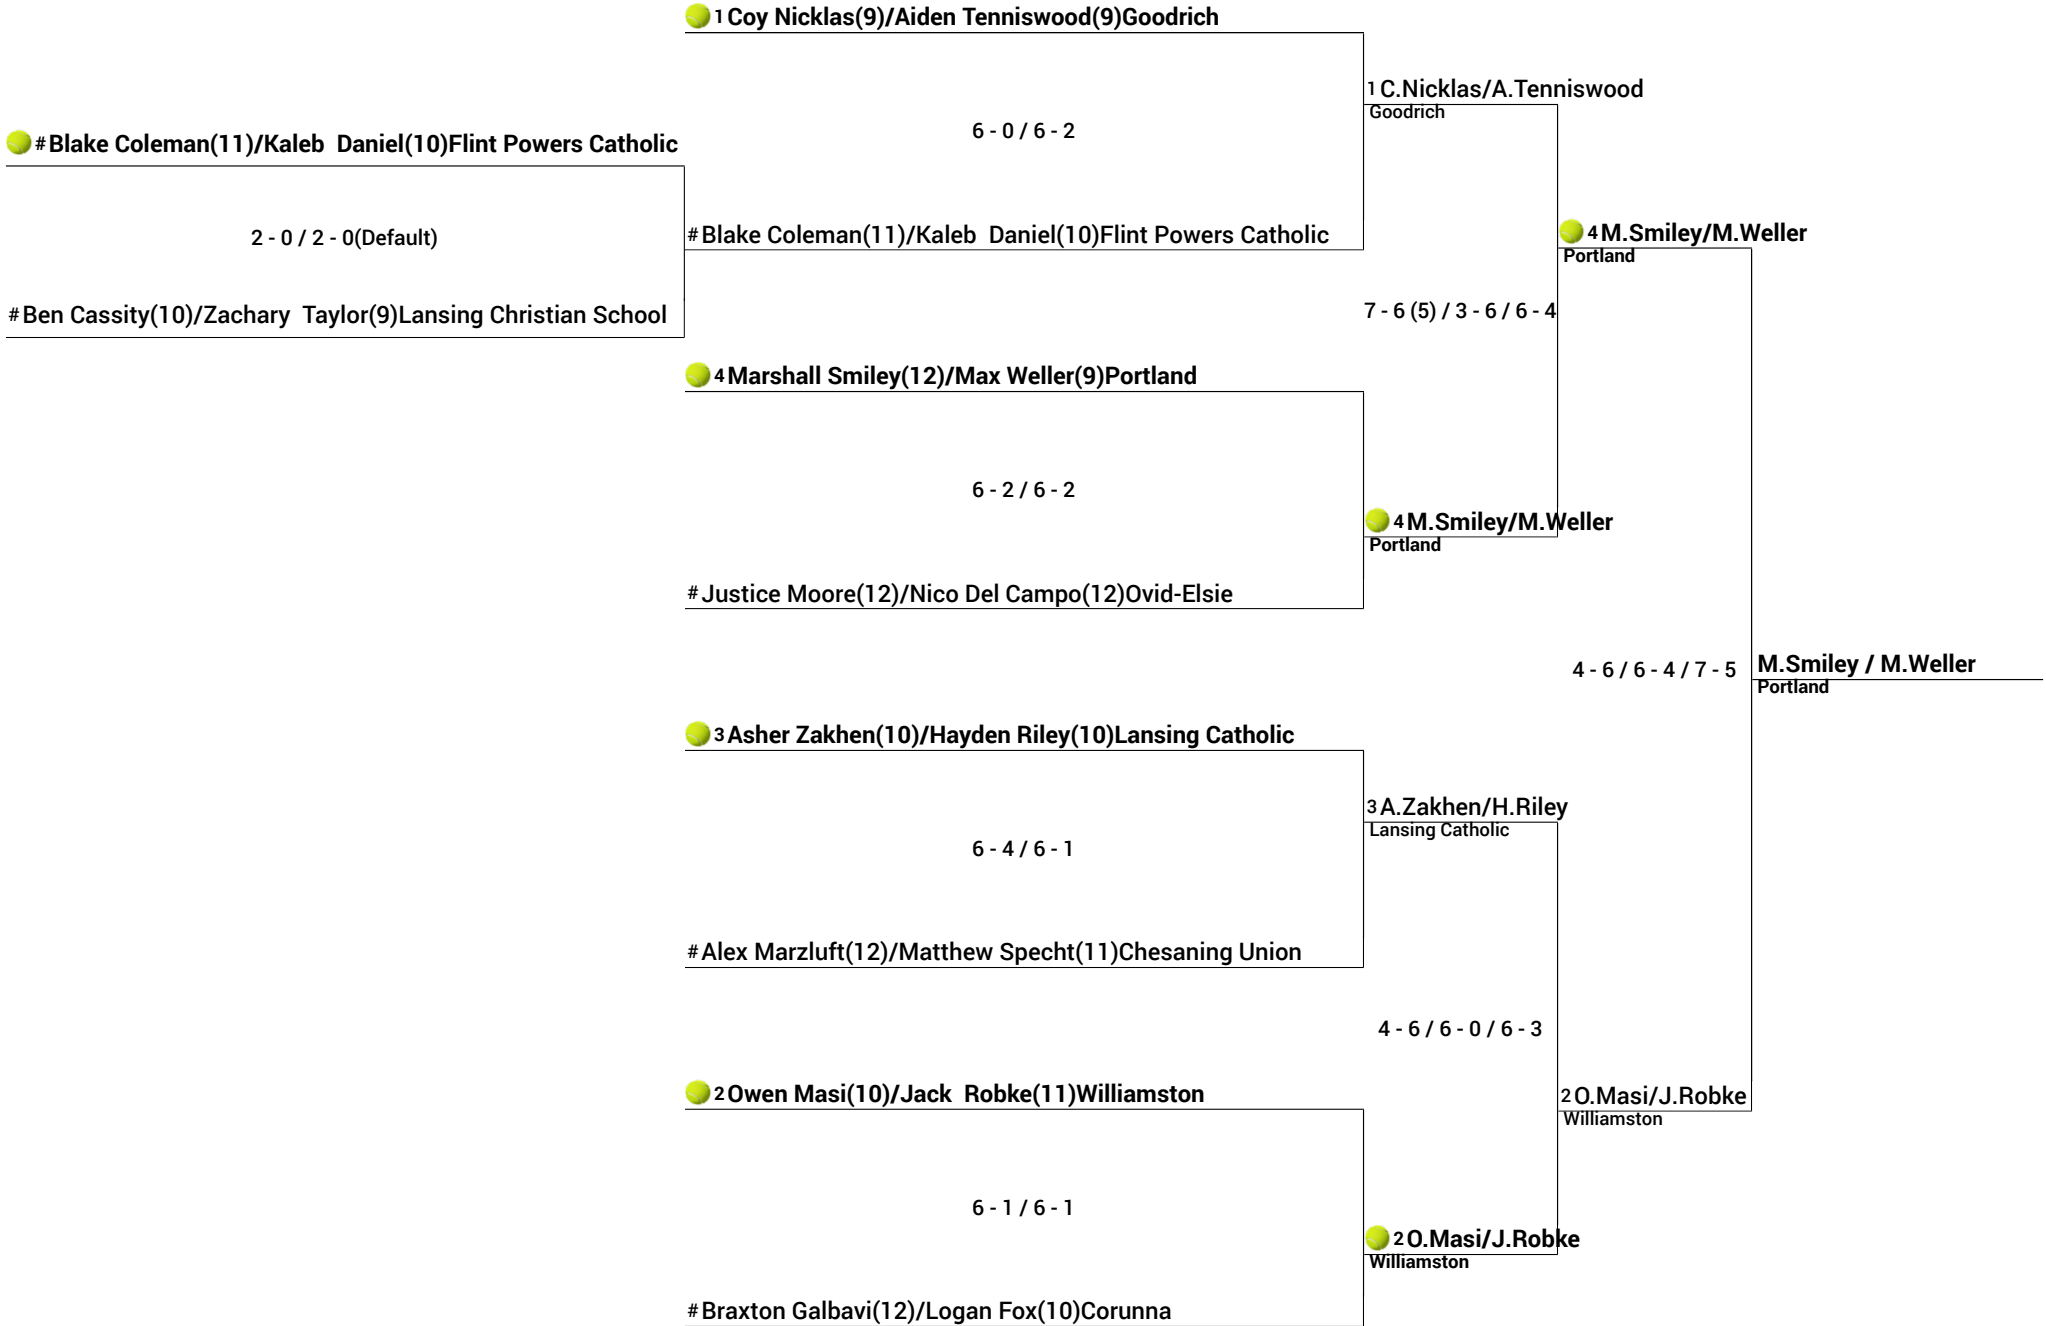 1 Coy Nicklas(9)/Aiden Tenniswood(9)Goodrich
1 C.Nicklas/A.Tenniswood
Goodrich
6 - 0 / 6 - 2
# Blake Coleman(11)/Kaleb  Daniel(10)Flint Powers Catholic
2 - 0 / 2 - 0(Default)
# Blake Coleman(11)/Kaleb  Daniel(10)Flint Powers Catholic
4 M.Smiley/M.Weller
Portland
# Ben Cassity(10)/Zachary  Taylor(9)Lansing Christian School
7 - 6 (5) / 3 - 6 / 6 - 4
4 Marshall Smiley(12)/Max Weller(9)Portland
6 - 2 / 6 - 2
4 M.Smiley/M.Weller
Portland
# Justice Moore(12)/Nico Del Campo(12)Ovid-Elsie
4 - 6 / 6 - 4 / 7 - 5
M.Smiley / M.Weller
Portland
3 Asher Zakhen(10)/Hayden Riley(10)Lansing Catholic
3 A.Zakhen/H.Riley
Lansing Catholic
6 - 4 / 6 - 1
# Alex Marzluft(12)/Matthew Specht(11)Chesaning Union
4 - 6 / 6 - 0 / 6 - 3
2 Owen Masi(10)/Jack  Robke(11)Williamston
2 O.Masi/J.Robke
Williamston
6 - 1 / 6 - 1
2 O.Masi/J.Robke
Williamston
# Braxton Galbavi(12)/Logan Fox(10)Corunna